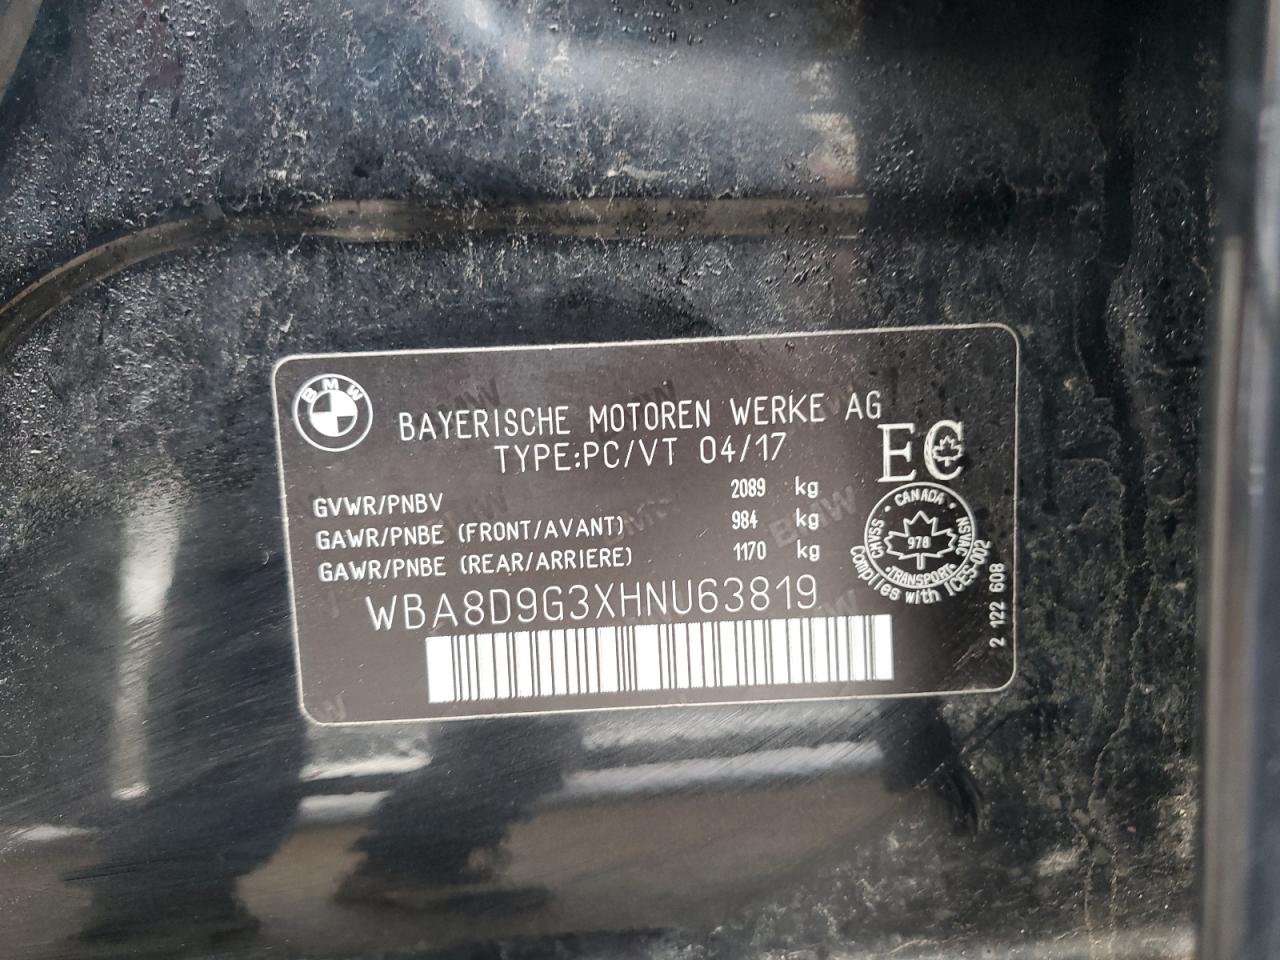 BMW
BAYERISCHE MOTOREN WERKE AG
TYPE:PC/VT 04/17
EC
GVWR/PNBV 2089 kg
GAWR/PNBE (FRONT/AVANT) 984 kg
GAWR/PNBE (REAR/ARRIERE) 1170 kg
WBA8D9G3XHNU63819
CANADA
CMVSS NSVAC
978
TRANSPORT
Complies with ICES-002
2 122 608